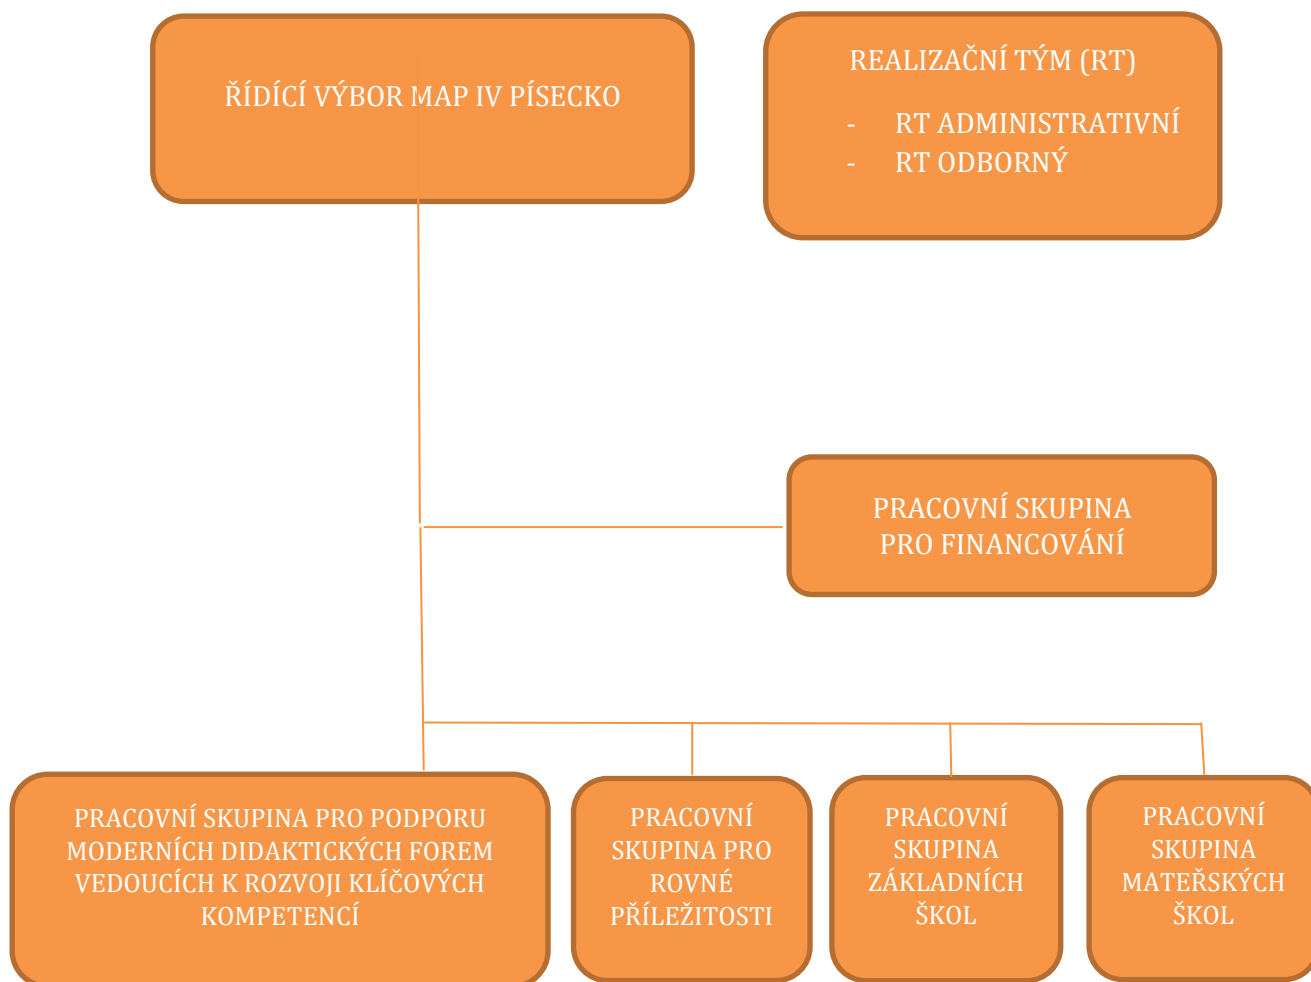 ŘÍDÍCÍ VÝBOR MAP IV PÍSECKO
REALIZAČNÍ TÝM (RT)
- RT ADMINISTRATIVNÍ
- RT ODBORNÝ
PRACOVNÍ SKUPINA
PRO FINANCOVÁNÍ
PRACOVNÍ SKUPINA PRO PODPORU
MODERNÍCH DIDAKTICKÝCH FOREM
VEDOUCÍCH K ROZVOJI KLÍČOVÝCH
KOMPETENCÍ
PRACOVNÍ
SKUPINA PRO
ROVNÉ
PŘÍLEŽITOSTI
PRACOVNÍ
SKUPINA
ZÁKLADNÍCH
ŠKOL
PRACOVNÍ
SKUPINA
MATEŘSKÝCH
ŠKOL